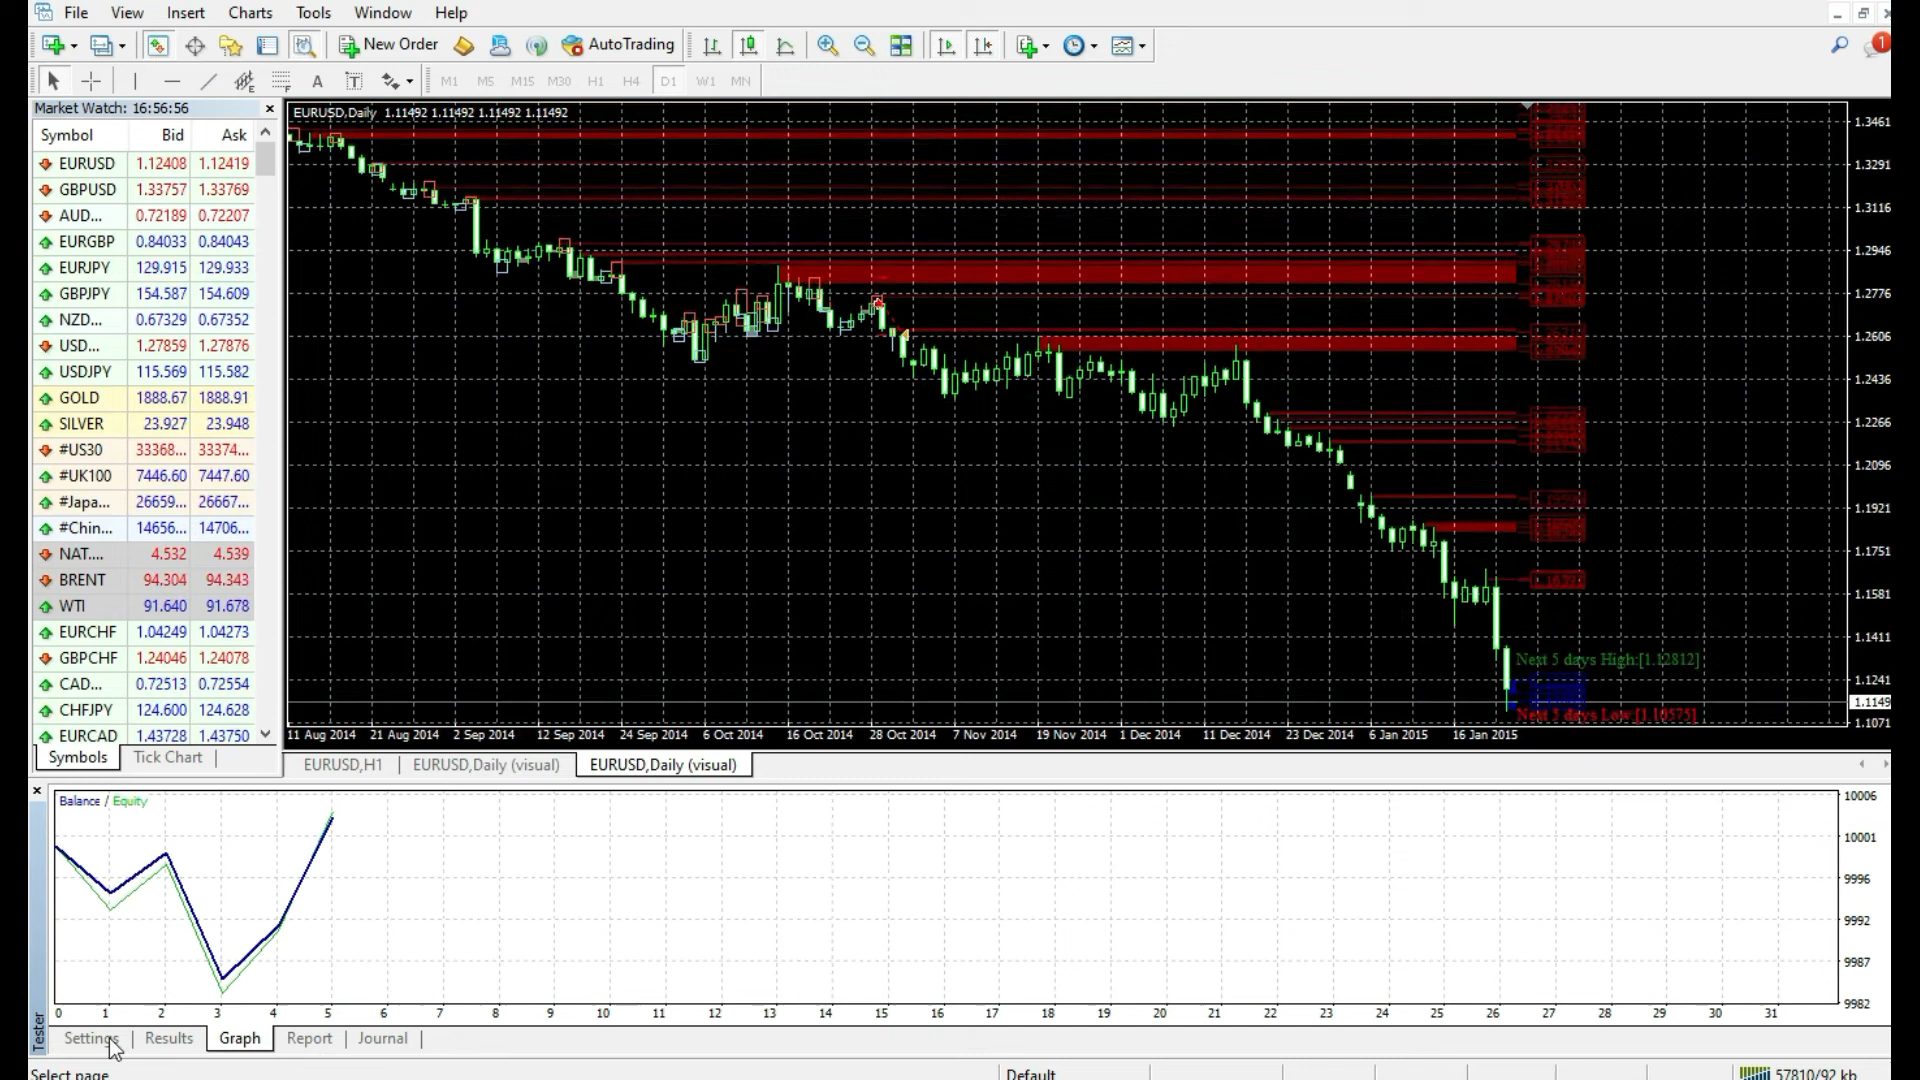 File View Insert Charts Tools Window Help
New Order AutoTrading 1
A T E F M1 M5 M15 M30 H1 H4 D1 W1 MN
Market Watch: 16:56:56
Symbol Bid Ask
EURUSD 1.12408 1.12419
GBPUSD 1.33757 1.33769
AUD... 0.72189 0.72207
EURGBP 0.84033 0.84043
EURJPY 129.915 129.933
GBPJPY 154.587 154.609
NZD... 0.67329 0.67352
USD... 1.27859 1.27876
USDJPY 115.569 115.582
GOLD 1888.67 1888.91
SILVER 23.927 23.948
#US30 33368... 33374...
#UK100 7446.60 7447.60
#Japa... 26659... 26667...
#Chin... 14656... 14706...
NAT.... 4.532 4.539
BRENT 94.304 94.343
WTI 91.640 91.678
EURCHF 1.04249 1.04273
GBPCHF 1.24046 1.24078
CAD... 0.72513 0.72554
CHFJPY 124.600 124.628
EURCAD 1.43728 1.43750
Symbols Tick Chart
EURUSD,Daily 1.11492 1.11492 1.11492 1.11492
1.3461
1.3291
1.3116
1.2946
1.2776
1.2606
1.2436
1.2266
1.2096
1.1921
1.1751
1.1581
1.1411
1.1241
1.1149
1.1071
Next 5 days High:[1.12812]
Next 5 days Low:[1.10575]
11 Aug 2014 21 Aug 2014 2 Sep 2014 12 Sep 2014 24 Sep 2014 6 Oct 2014 16 Oct 2014 28 Oct 2014 7 Nov 2014 19 Nov 2014 1 Dec 2014 11 Dec 2014 23 Dec 2014 6 Jan 2015 16 Jan 2015
EURUSD,H1 EURUSD,Daily (visual) EURUSD,Daily (visual)
Balance / Equity
10006
10001
9996
9992
9987
9982
0 1 2 3 4 5 6 7 8 9 10 11 12 13 14 15 16 17 18 19 20 21 22 23 24 25 26 27 28 29 30 31
Tester
Settings Results Graph Report Journal
Select page Default 57810/92 kb